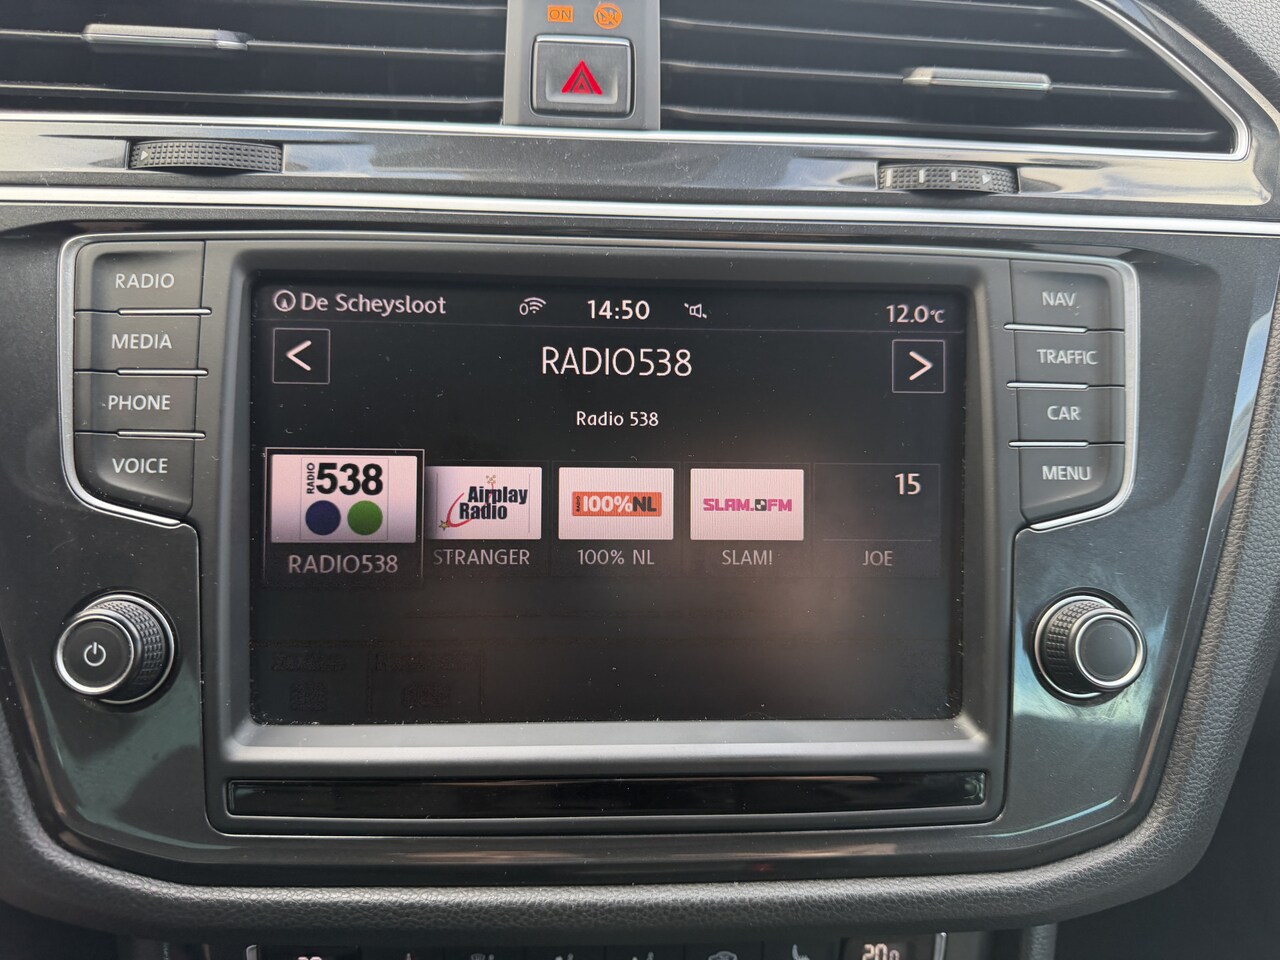 ON
RADIO
MEDIA
PHONE
VOICE
De Scheysloot
14:50
12.0°C
<
RADIO538
>
Radio 538
RADIO 538
Airplay
Radio
RADIO 100%NL
SLAM.FM
15
RADIO538
STRANGER
100% NL
SLAM!
JOE
NAV
TRAFFIC
CAR
MENU